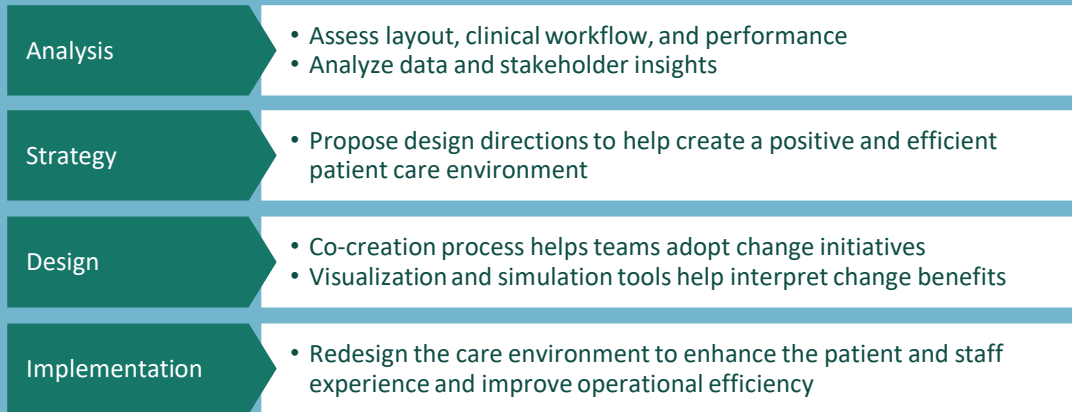 Analysis
• Assess layout, clinical workflow, and performance
• Analyze data and stakeholder insights
Strategy
• Propose design directions to help create a positive and efficient
patient care environment
Design
• Co-creation process helps teams adopt change initiatives
• Visualization and simulation tools help interpret change benefits
Implementation
• Redesign the care environment to enhance the patient and staff
experience and improve operational efficiency